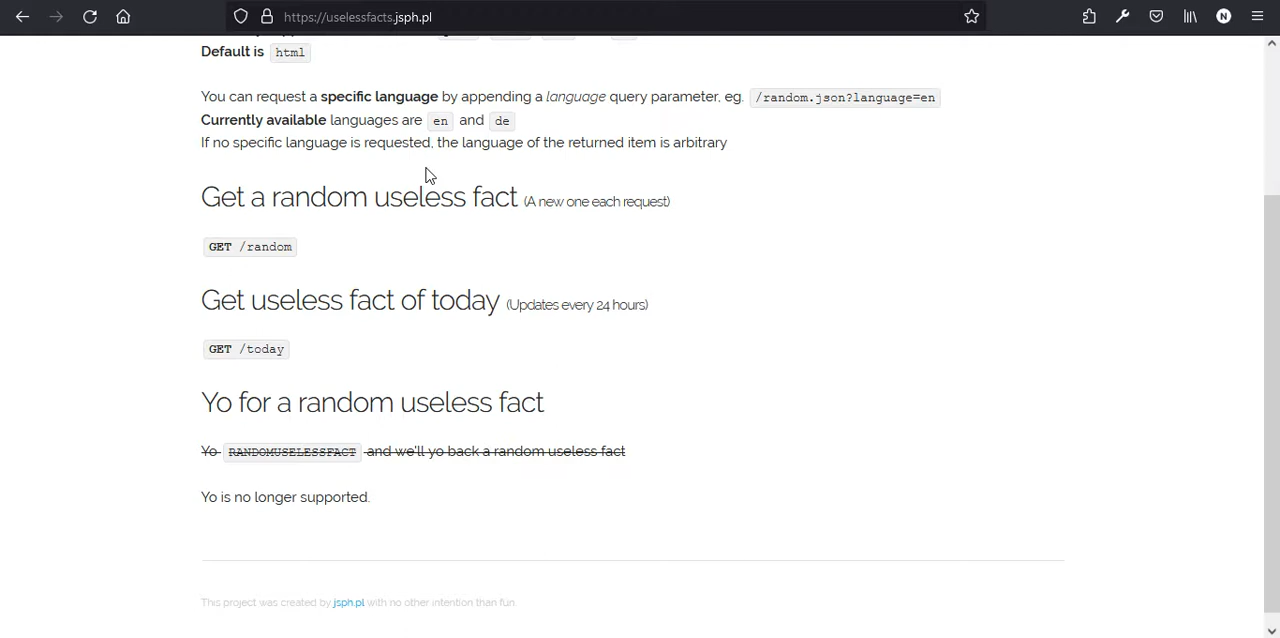 https://uselessfacts.jsph.pl
N
Default is html
You can request a specific language by appending a language query parameter, eg. /random.json?language=en
Currently available languages are en and de
If no specific language is requested, the language of the returned item is arbitrary
Get a random useless fact (A new one each request)
GET /random
Get useless fact of today (Updates every 24 hours)
GET /today
Yo for a random useless fact
Yo RANDOMUSELESSFACT and we'll yo back a random useless fact
Yo is no longer supported.
This project was created by jsph.pl with no other intention than fun.